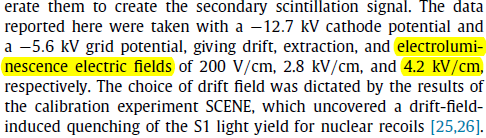 erate them to create the secondary scintillation signal. The data
reported here were taken with a −12.7 kV cathode potential and
a −5.6 kV grid potential, giving drift, extraction, and electrolumi-
nescence electric fields of 200 V/cm, 2.8 kV/cm, and 4.2 kV/cm,
respectively. The choice of drift field was dictated by the results of
the calibration experiment SCENE, which uncovered a drift-field-
induced quenching of the S1 light yield for nuclear recoils [25,26].